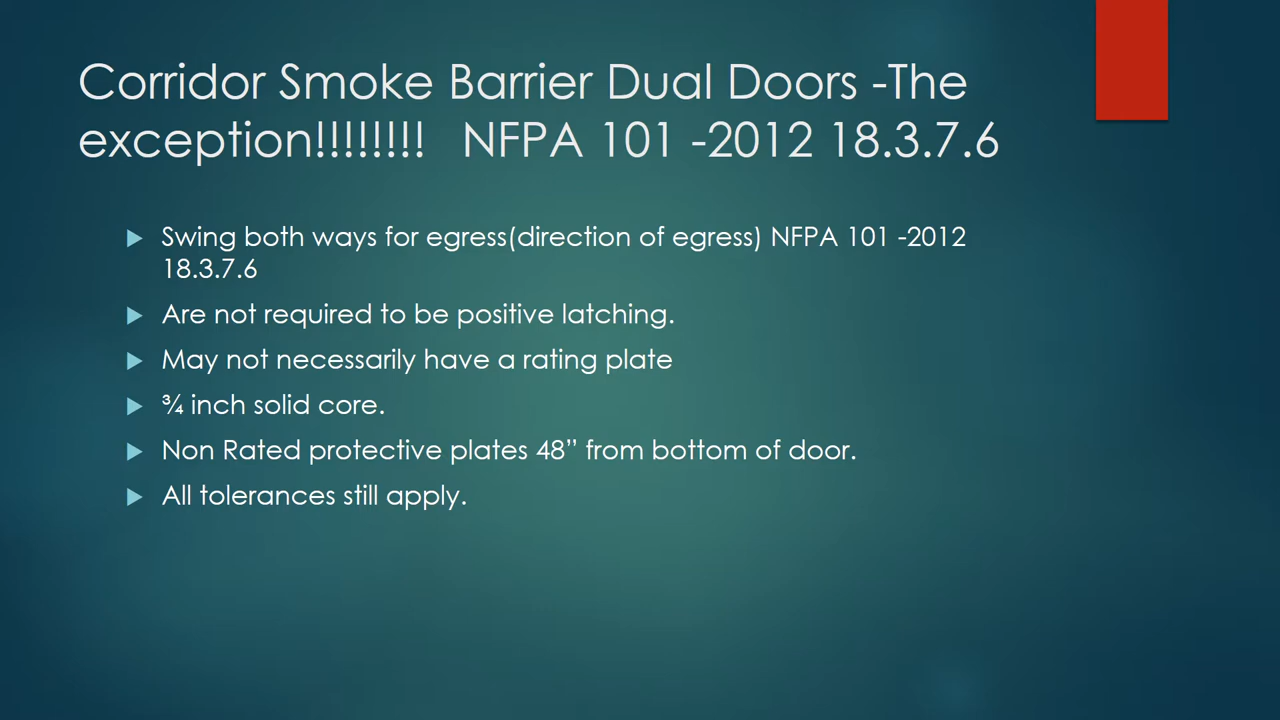 Corridor Smoke Barrier Dual Doors -The
exception!!!!!!!! NFPA 101 -2012 18.3.7.6
Swing both ways for egress(direction of egress) NFPA 101 -2012
18.3.7.6
Are not required to be positive latching.
May not necessarily have a rating plate
¾ inch solid core.
Non Rated protective plates 48” from bottom of door.
All tolerances still apply.